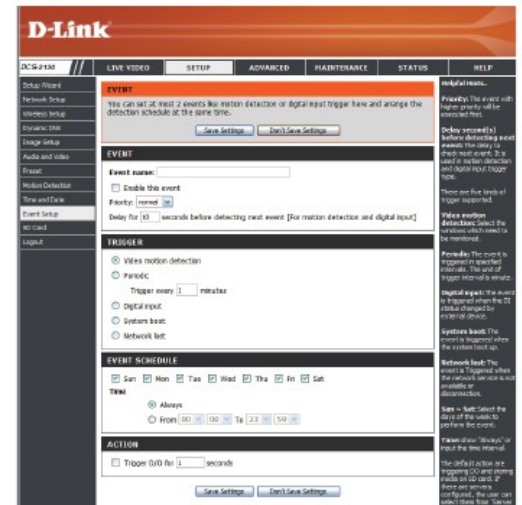 D-Link
DCS-2130
LIVE VIDEO
SETUP
ADVANCED
MAINTENANCE
STATUS
HELP
Setup Wizard
Network Setup
Wireless Setup
Dynamic DNS
Image Setup
Audio and Video
Preset
Motion Detection
Time and Date
Event Setup
SD Card
Logout
EVENT
You can set at most 2 events like motion detection or digital input trigger here and arrange the
detection schedule at the same time.
Save Settings
Don't Save Settings
EVENT
Event name:
Enable this event
Priority: normal
Delay for 10 seconds before detecting next event [For motion detection and digital input]
TRIGGER
Video motion detection
Periodic
Trigger every 1 minutes
Digital input
System boot
Network lost
EVENT SCHEDULE
Sun Mon Tue Wed Thu Fri Sat
Time
Always
From 00 : 00 To 23 : 59
ACTION
Trigger D/O for 1 seconds
Save Settings
Don't Save Settings
Helpful Hints..
Priority: The event with
higher priority will be
executed first.
Delay second(s)
before detecting next
event: The delay to
check next event. It is
used in motion detection
and digital input trigger
type.
There are five kinds of
trigger supported.
Video motion
detection: Select the
windows which need to
be monitored.
Periodic: The event is
triggered in specified
intervals. The unit of
trigger interval is minute.
Digital input: The event
is triggered when the DI
status changed by
external device.
System boot: The
event is triggered when
the system boot up.
Network lost: The
event is Triggered when
the network service is not
available or
disconnection.
Sun ~ Sat: Select the
days of the week to
perform the event.
Time: show "Always" or
input the time interval.
The default action are
triggering DO and storing
media on SD card. If
there are servers
configured, the user can
select them from "Server